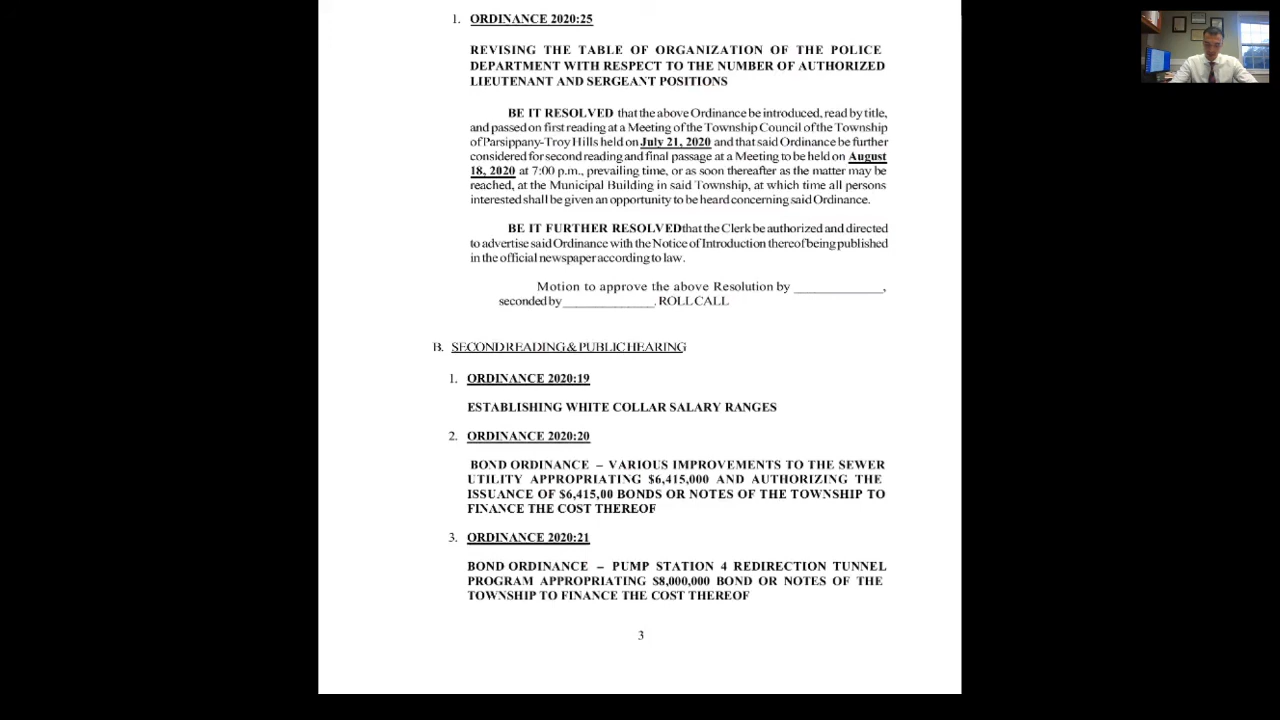 1. ORDINANCE 2020:25
REVISING THE TABLE OF ORGANIZATION OF THE POLICE
DEPARTMENT WITH RESPECT TO THE NUMBER OF AUTHORIZED
LIEUTENANT AND SERGEANT POSITIONS
BE IT RESOLVED that the above Ordinance be introduced, read by title,
and passed on first reading at a Meeting of the Township Council of the Township
of Parsippany-Troy Hills held on July 21, 2020 and that said Ordinance be further
considered for second reading and final passage at a Meeting to be held on August
18, 2020 at 7:00 p.m., prevailing time, or as soon thereafter as the matter may be
reached, at the Municipal Building in said Township, at which time all persons
interested shall be given an opportunity to be heard concerning said Ordinance.
BE IT FURTHER RESOLVED that the Clerk be authorized and directed
to advertise said Ordinance with the Notice of Introduction thereof being published
in the official newspaper according to law.
Motion to approve the above Resolution by _____________,
seconded by _____________. ROLL CALL
B. SECOND READING & PUBLIC HEARING
1. ORDINANCE 2020:19
ESTABLISHING WHITE COLLAR SALARY RANGES
2. ORDINANCE 2020:20
BOND ORDINANCE – VARIOUS IMPROVEMENTS TO THE SEWER
UTILITY APPROPRIATING $6,415,000 AND AUTHORIZING THE
ISSUANCE OF $6,415,00 BONDS OR NOTES OF THE TOWNSHIP TO
FINANCE THE COST THEREOF
3. ORDINANCE 2020:21
BOND ORDINANCE – PUMP STATION 4 REDIRECTION TUNNEL
PROGRAM APPROPRIATING $8,000,000 BOND OR NOTES OF THE
TOWNSHIP TO FINANCE THE COST THEREOF
3